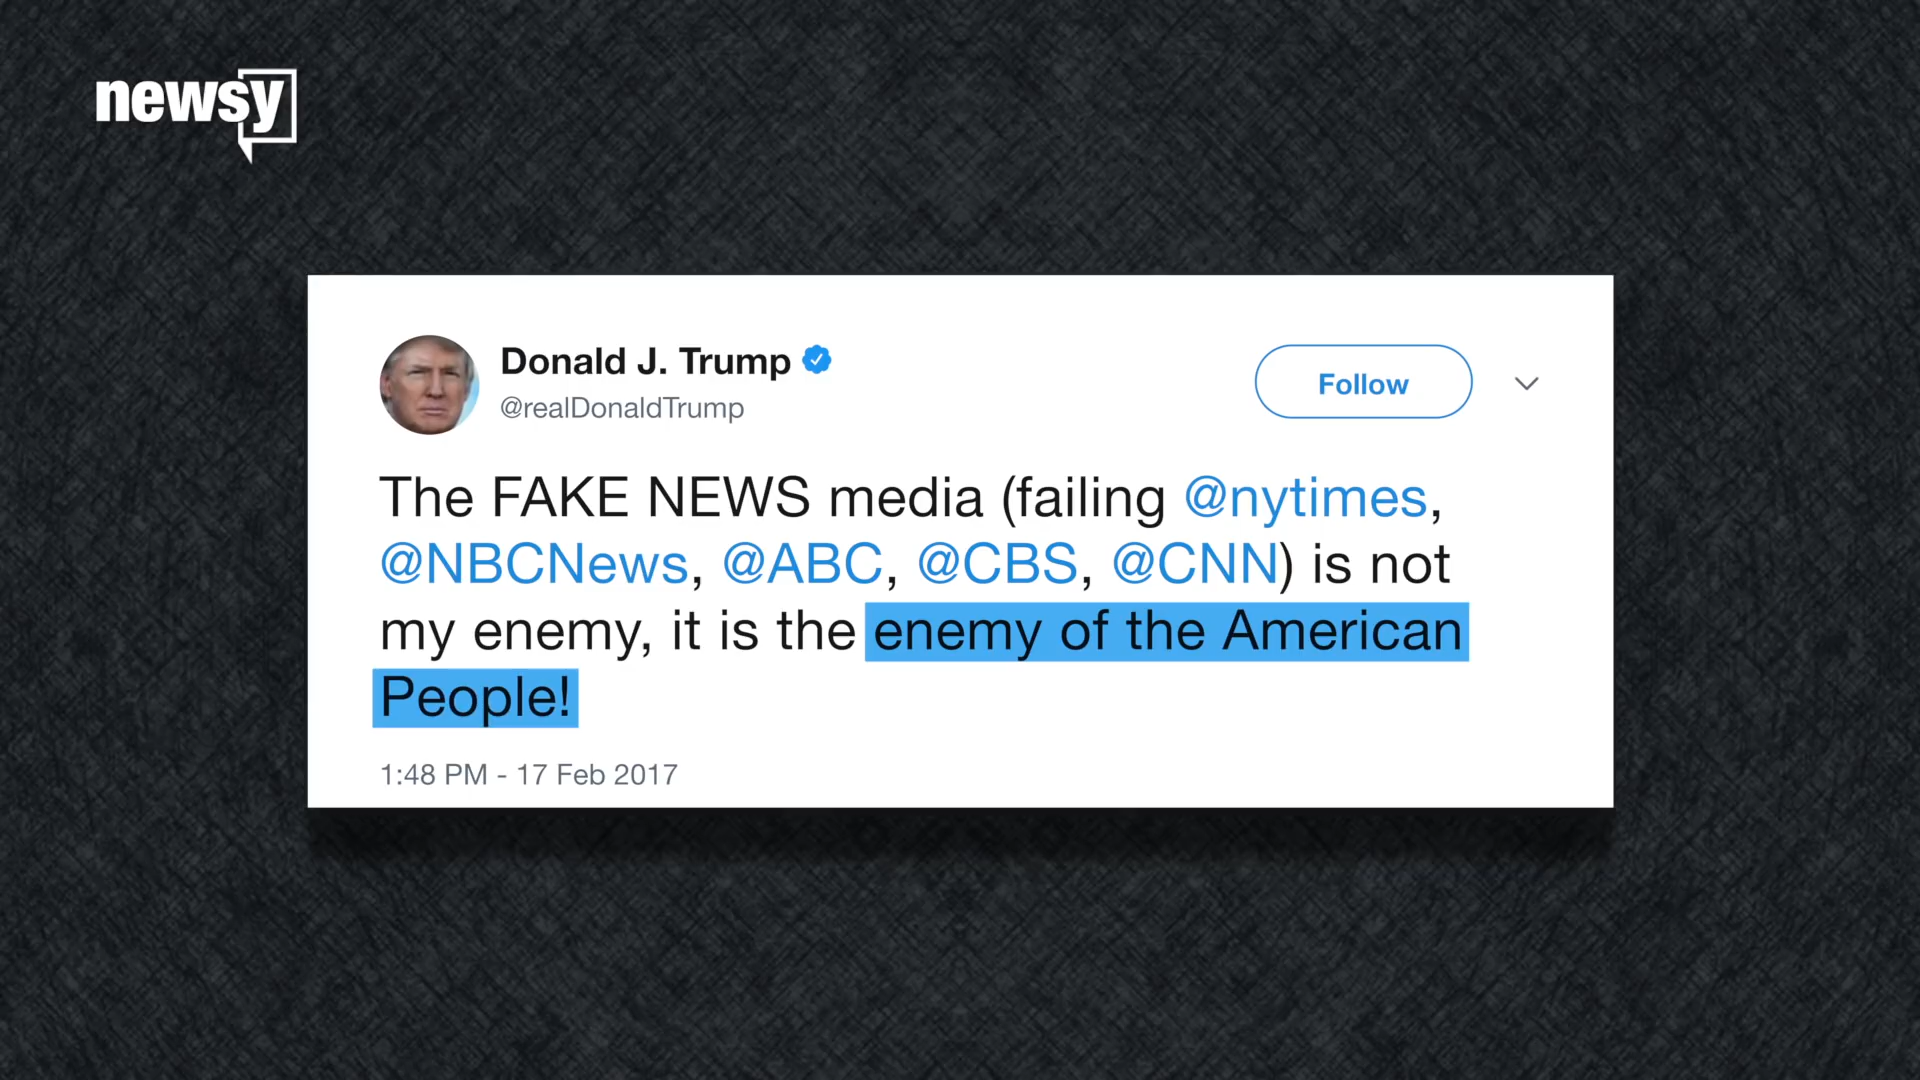 newsy
Donald J. Trump
@realDonaldTrump
Follow
The FAKE NEWS media (failing @nytimes,
@NBCNews, @ABC, @CBS, @CNN) is not
my enemy, it is the enemy of the American
People!
1:48 PM - 17 Feb 2017